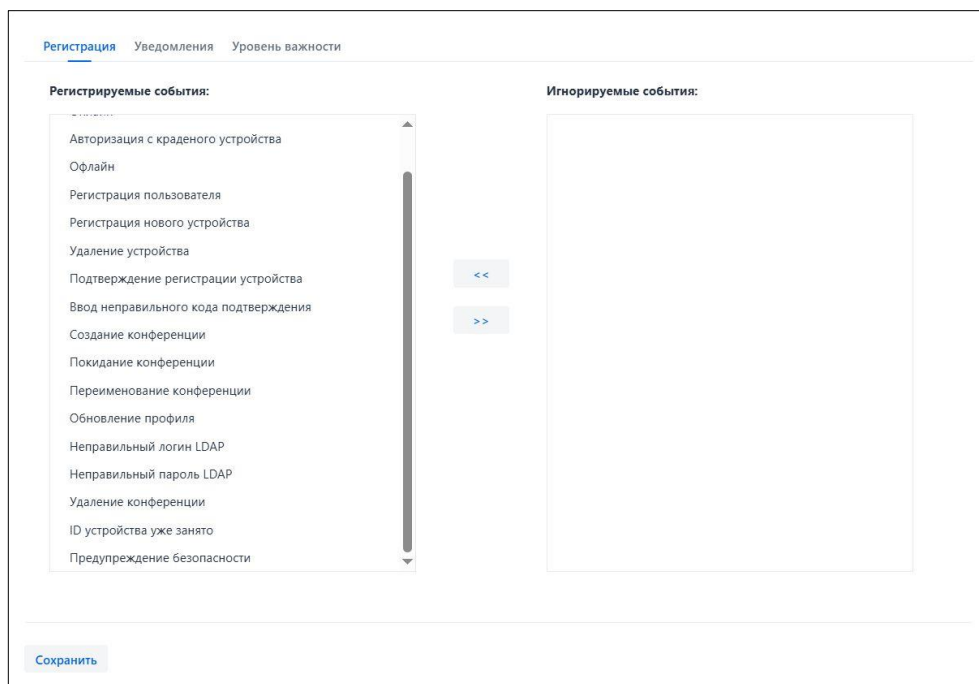 Регистрация Уведомления Уровень важности
Регистрируемые события:
Игнорируемые события:
Авторизация с краденого устройства
Офлайн
Регистрация пользователя
Регистрация нового устройства
Удаление устройства
Подтверждение регистрации устройства
Ввод неправильного кода подтверждения
Создание конференции
Покидание конференции
Переименование конференции
Обновление профиля
Неправильный логин LDAP
Неправильный пароль LDAP
Удаление конференции
ID устройства уже занято
Предупреждение безопасности
<<
>>
Сохранить